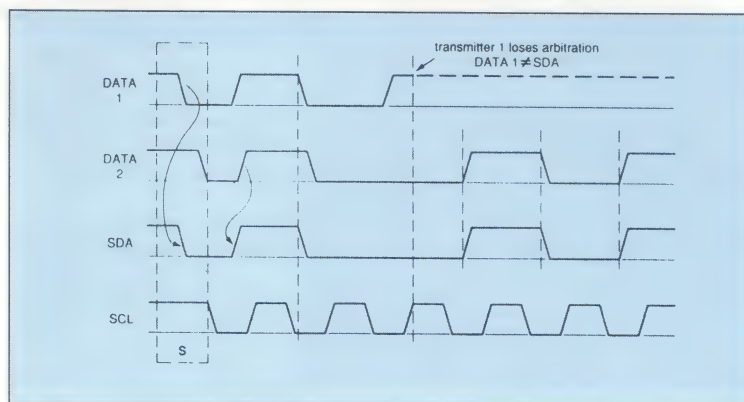 transmitter 1 loses arbitration
DATA 1 ≠ SDA
DATA
1
DATA
2
SDA
SCL
S